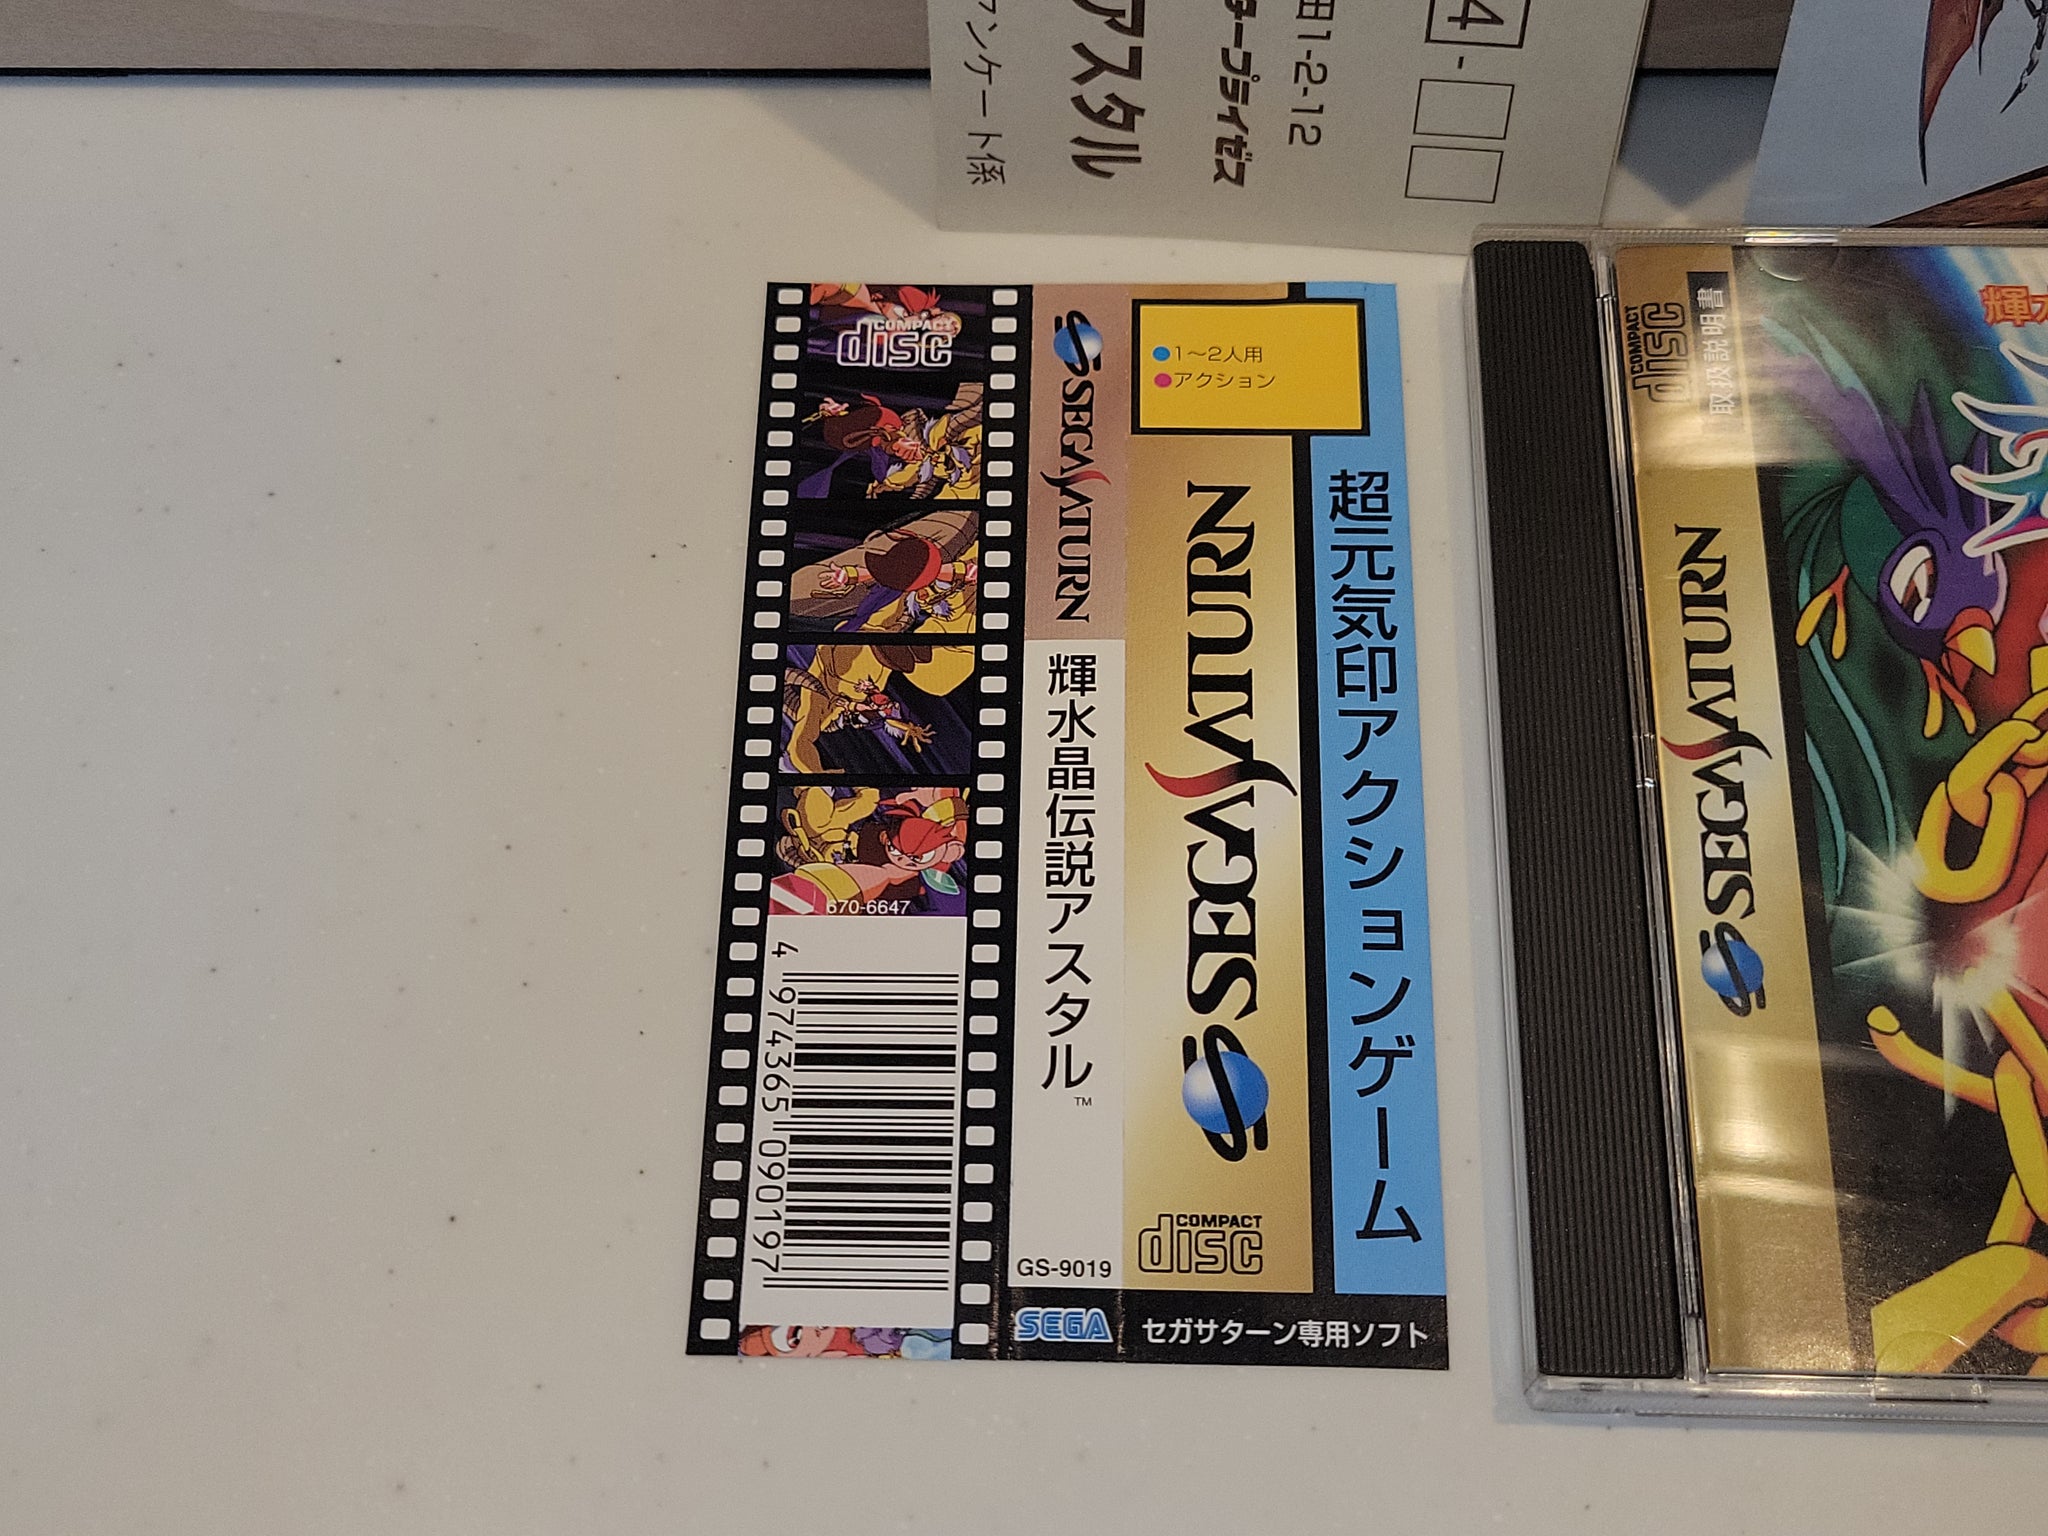 アンケート係
アスタル
タープライゼス
田1-2-12
4-
COMPACT
disc
670-6647
4 974365 090197
SEGA SATURN
輝水晶伝説アスタル
TM
GS-9019
SEGA
1～2人用
アクション
SEGA SATURN
COMPACT
disc
超元気印アクションゲーム
セガサターン専用ソフト
COMPACT
disc
取扱説明書
SEGA SATURN
輝